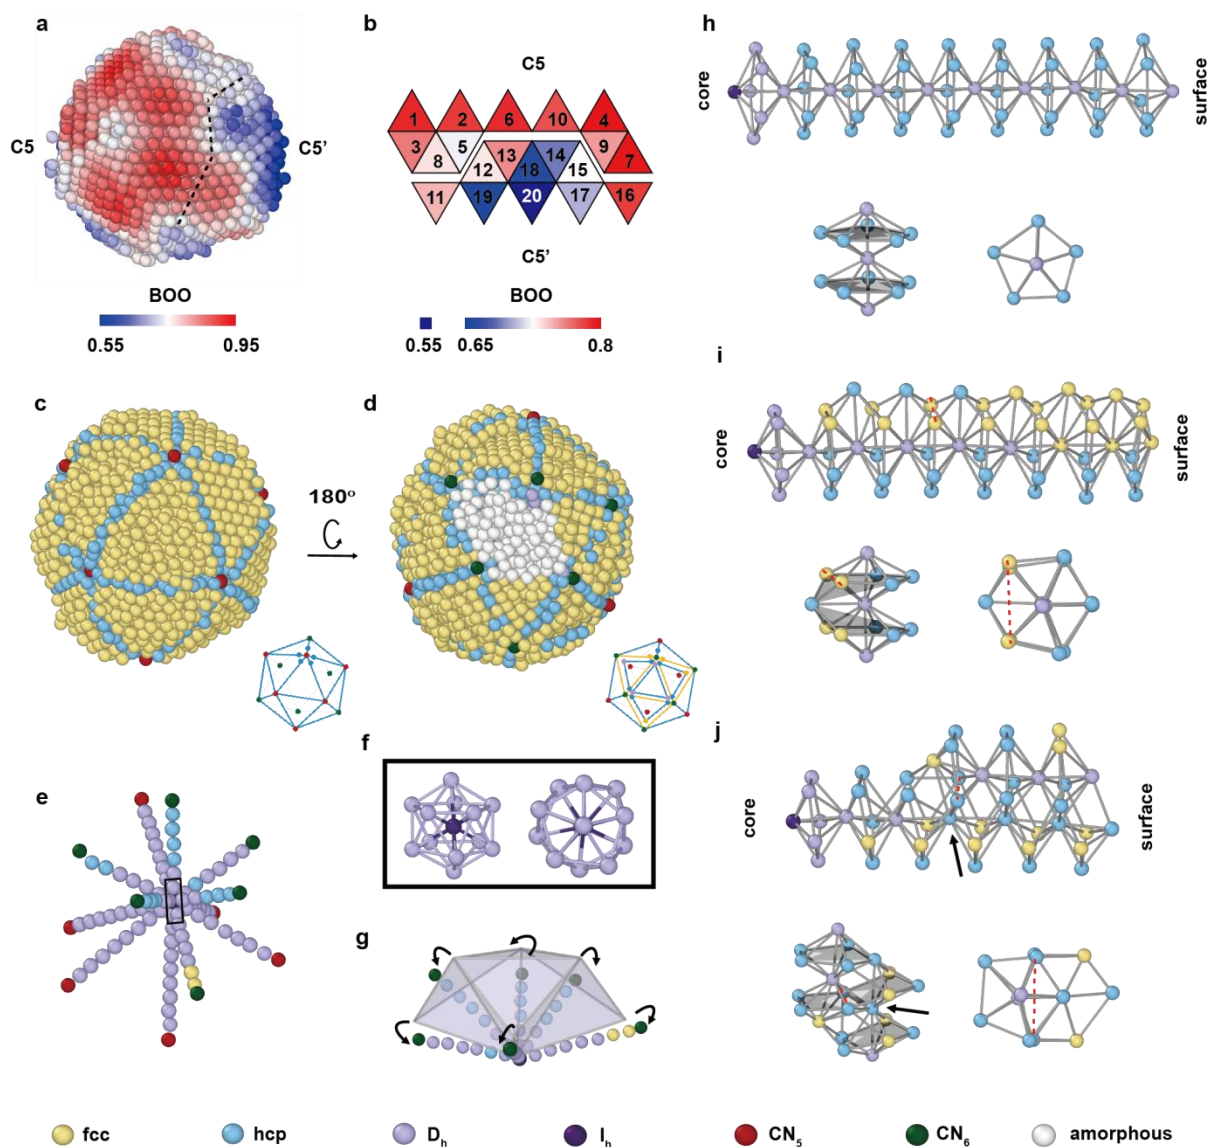 a
C5
C5'
BOO
0.55
0.95
b
C5
1
2
6
10
4
3
8
5
12
13
18
14
15
9
7
11
19
20
17
16
C5'
BOO
0.55
0.65
0.8
c
180°
d
e
f
g
h
core
surface
i
core
surface
j
core
surface
fcc
hcp
Dh
Ih
CN5
CN6
amorphous